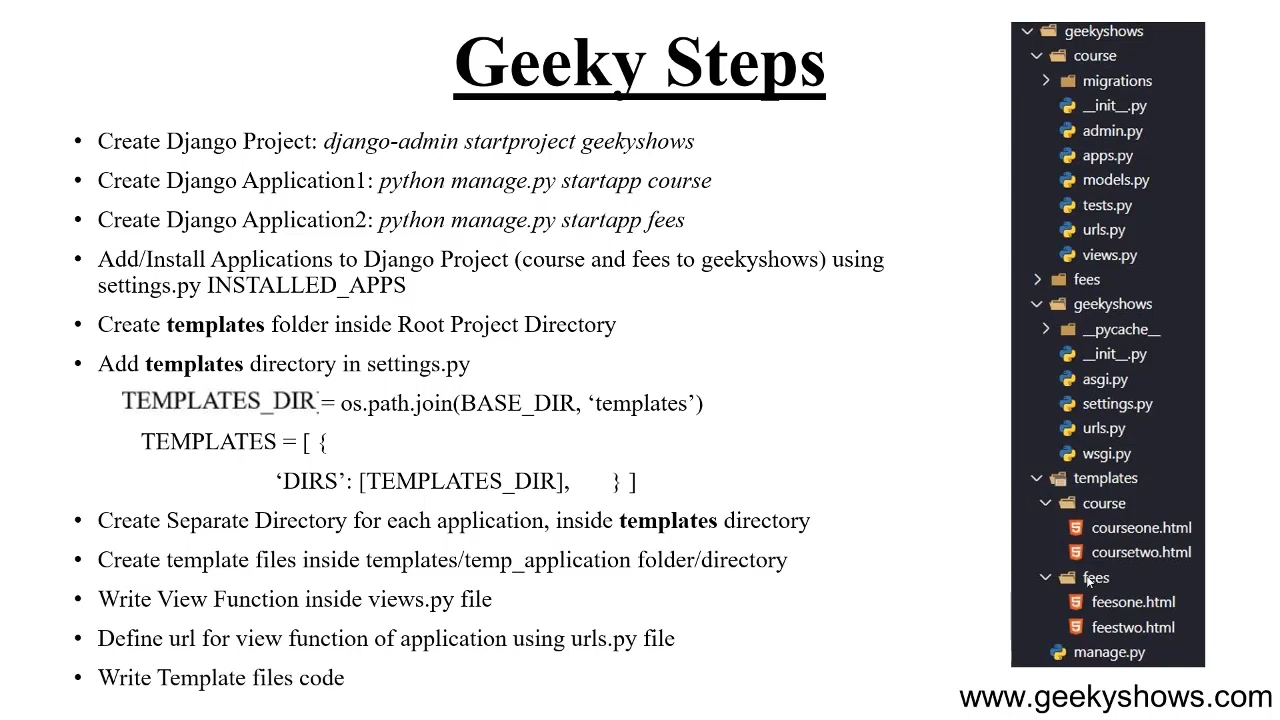 Geeky Steps
• Create Django Project: django-admin startproject geekyshows
• Create Django Application1: python manage.py startapp course
• Create Django Application2: python manage.py startapp fees
• Add/Install Applications to Django Project (course and fees to geekyshows) using
settings.py INSTALLED_APPS
• Create templates folder inside Root Project Directory
• Add templates directory in settings.py
TEMPLATES_DIR = os.path.join(BASE_DIR, ‘templates’)
TEMPLATES = [ {
‘DIRS’: [TEMPLATES_DIR], } ]
• Create Separate Directory for each application, inside templates directory
• Create template files inside templates/temp_application folder/directory
• Write View Function inside views.py file
• Define url for view function of application using urls.py file
• Write Template files code
geekyshows
course
migrations
__init__.py
admin.py
apps.py
models.py
tests.py
urls.py
views.py
fees
geekyshows
__pycache__
__init__.py
asgi.py
settings.py
urls.py
wsgi.py
templates
course
courseone.html
coursetwo.html
fees
feesone.html
feestwo.html
manage.py
www.geekyshows.com